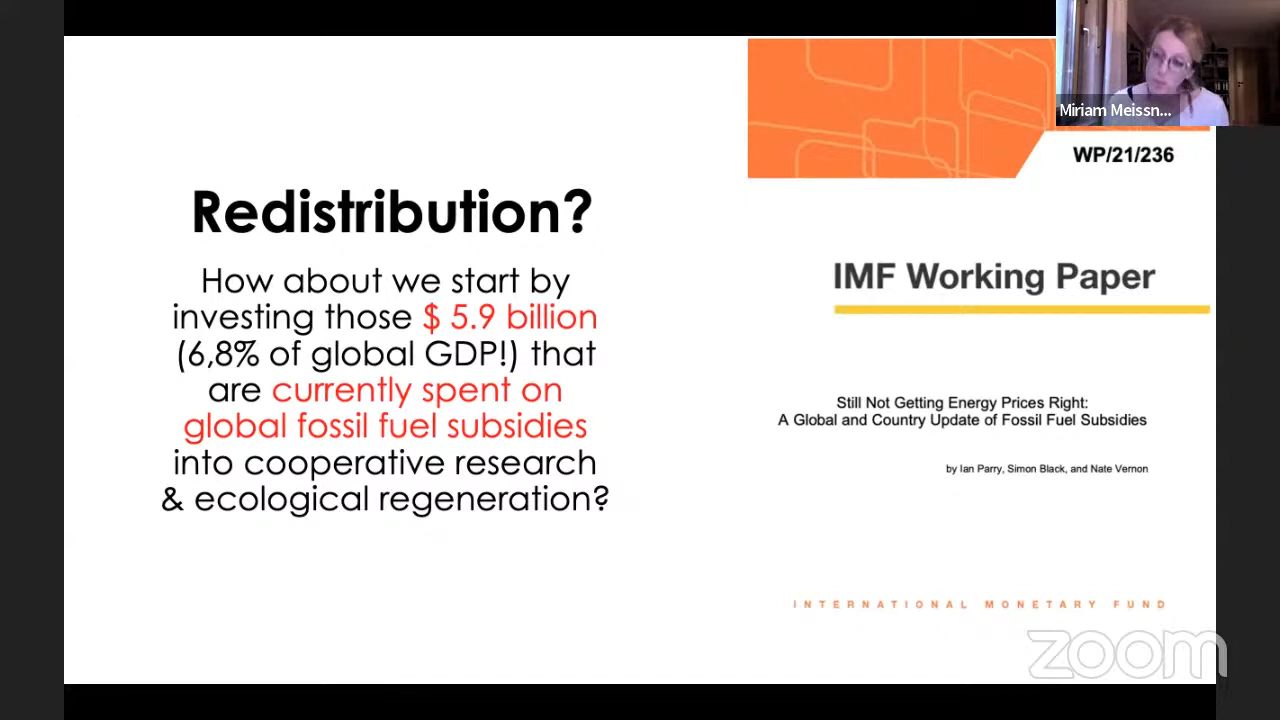 Miriam Meissn...
WP/21/236
Redistribution?
How about we start by
investing those $ 5.9 billion
(6,8% of global GDP!) that
are currently spent on
global fossil fuel subsidies
into cooperative research
& ecological regeneration?
IMF Working Paper
Still Not Getting Energy Prices Right:
A Global and Country Update of Fossil Fuel Subsidies
by Ian Parry, Simon Black, and Nate Vernon
INTERNATIONAL MONETARY FUND
zoom